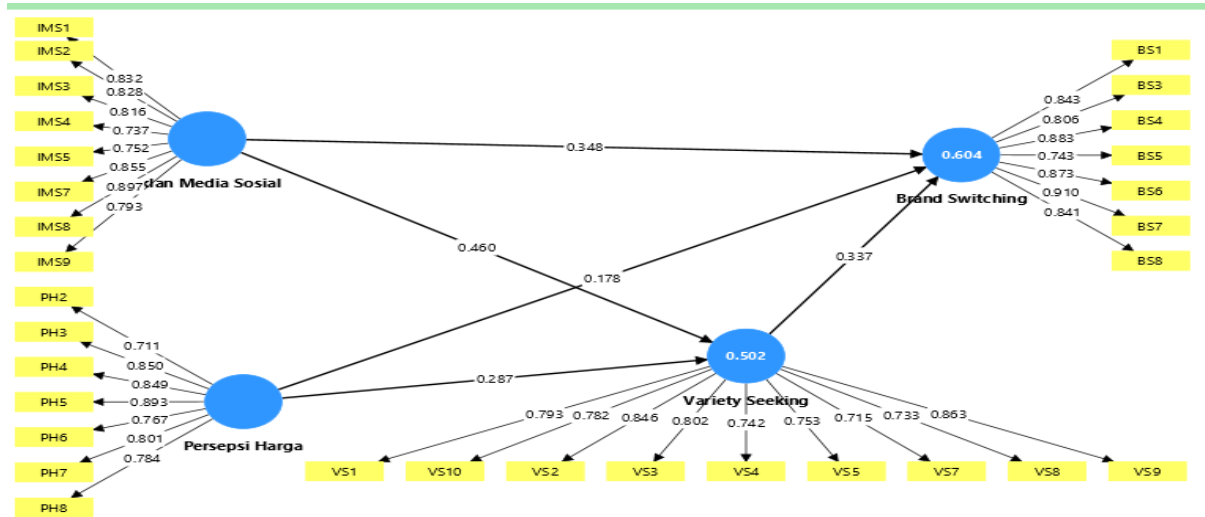 IMS1
IMS2
IMS3
IMS4
IMS5
IMS7
IMS8
IMS9
0.832
0.828
0.816
0.737
0.752
0.855
0.897
0.793
Media Sosial
PH2
PH3
PH4
PH5
PH6
PH7
PH8
0.711
0.850
0.849
0.893
0.767
0.801
0.784
Persepsi Harga
0.348
0.460
0.178
0.287
0.337
0.604
Brand Switching
0.843
0.806
0.883
0.743
0.873
0.910
0.841
BS1
BS3
BS4
BS5
BS6
BS7
BS8
0.502
Variety Seeking
0.793
0.782
0.846
0.802
0.742
0.753
0.715
0.733
0.863
VS1
VS10
VS2
VS3
VS4
VS5
VS7
VS8
VS9